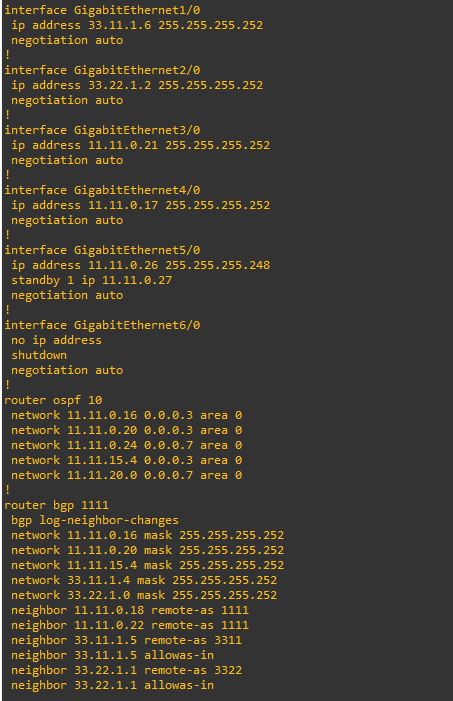 interface GigabitEthernet1/0
ip address 33.11.1.6 255.255.255.252
negotiation auto
!
interface GigabitEthernet2/0
ip address 33.22.1.2 255.255.255.252
negotiation auto
!
interface GigabitEthernet3/0
ip address 11.11.0.21 255.255.255.252
negotiation auto
!
interface GigabitEthernet4/0
ip address 11.11.0.17 255.255.255.252
negotiation auto
!
interface GigabitEthernet5/0
ip address 11.11.0.26 255.255.255.248
standby 1 ip 11.11.0.27
negotiation auto
!
interface GigabitEthernet6/0
no ip address
shutdown
negotiation auto
!
router ospf 10
network 11.11.0.16 0.0.0.3 area 0
network 11.11.0.20 0.0.0.3 area 0
network 11.11.0.24 0.0.0.7 area 0
network 11.11.15.4 0.0.0.3 area 0
network 11.11.20.0 0.0.0.7 area 0
!
router bgp 1111
bgp log-neighbor-changes
network 11.11.0.16 mask 255.255.255.252
network 11.11.0.20 mask 255.255.255.252
network 11.11.15.4 mask 255.255.255.252
network 33.11.1.4 mask 255.255.255.252
network 33.22.1.0 mask 255.255.255.252
neighbor 11.11.0.18 remote-as 1111
neighbor 11.11.0.22 remote-as 1111
neighbor 33.11.1.5 remote-as 3311
neighbor 33.11.1.5 allowas-in
neighbor 33.22.1.1 remote-as 3322
neighbor 33.22.1.1 allowas-in